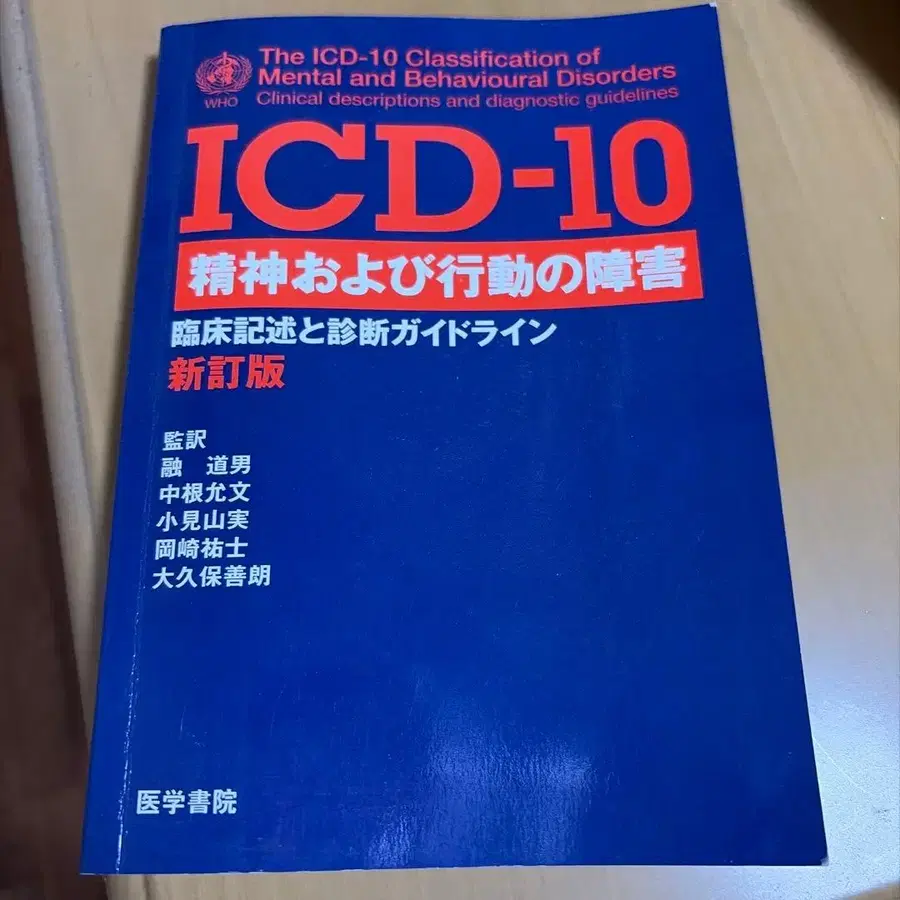 The ICD-10 Classification of
Mental and Behavioural Disorders
WHO
Clinical descriptions and diagnostic guidelines
ICD-10
精神および行動の障害
臨床記述と診断ガイドライン
新訂版
監訳
融　道男
中根允文
小見山実
岡崎祐士
大久保善朗
医学書院